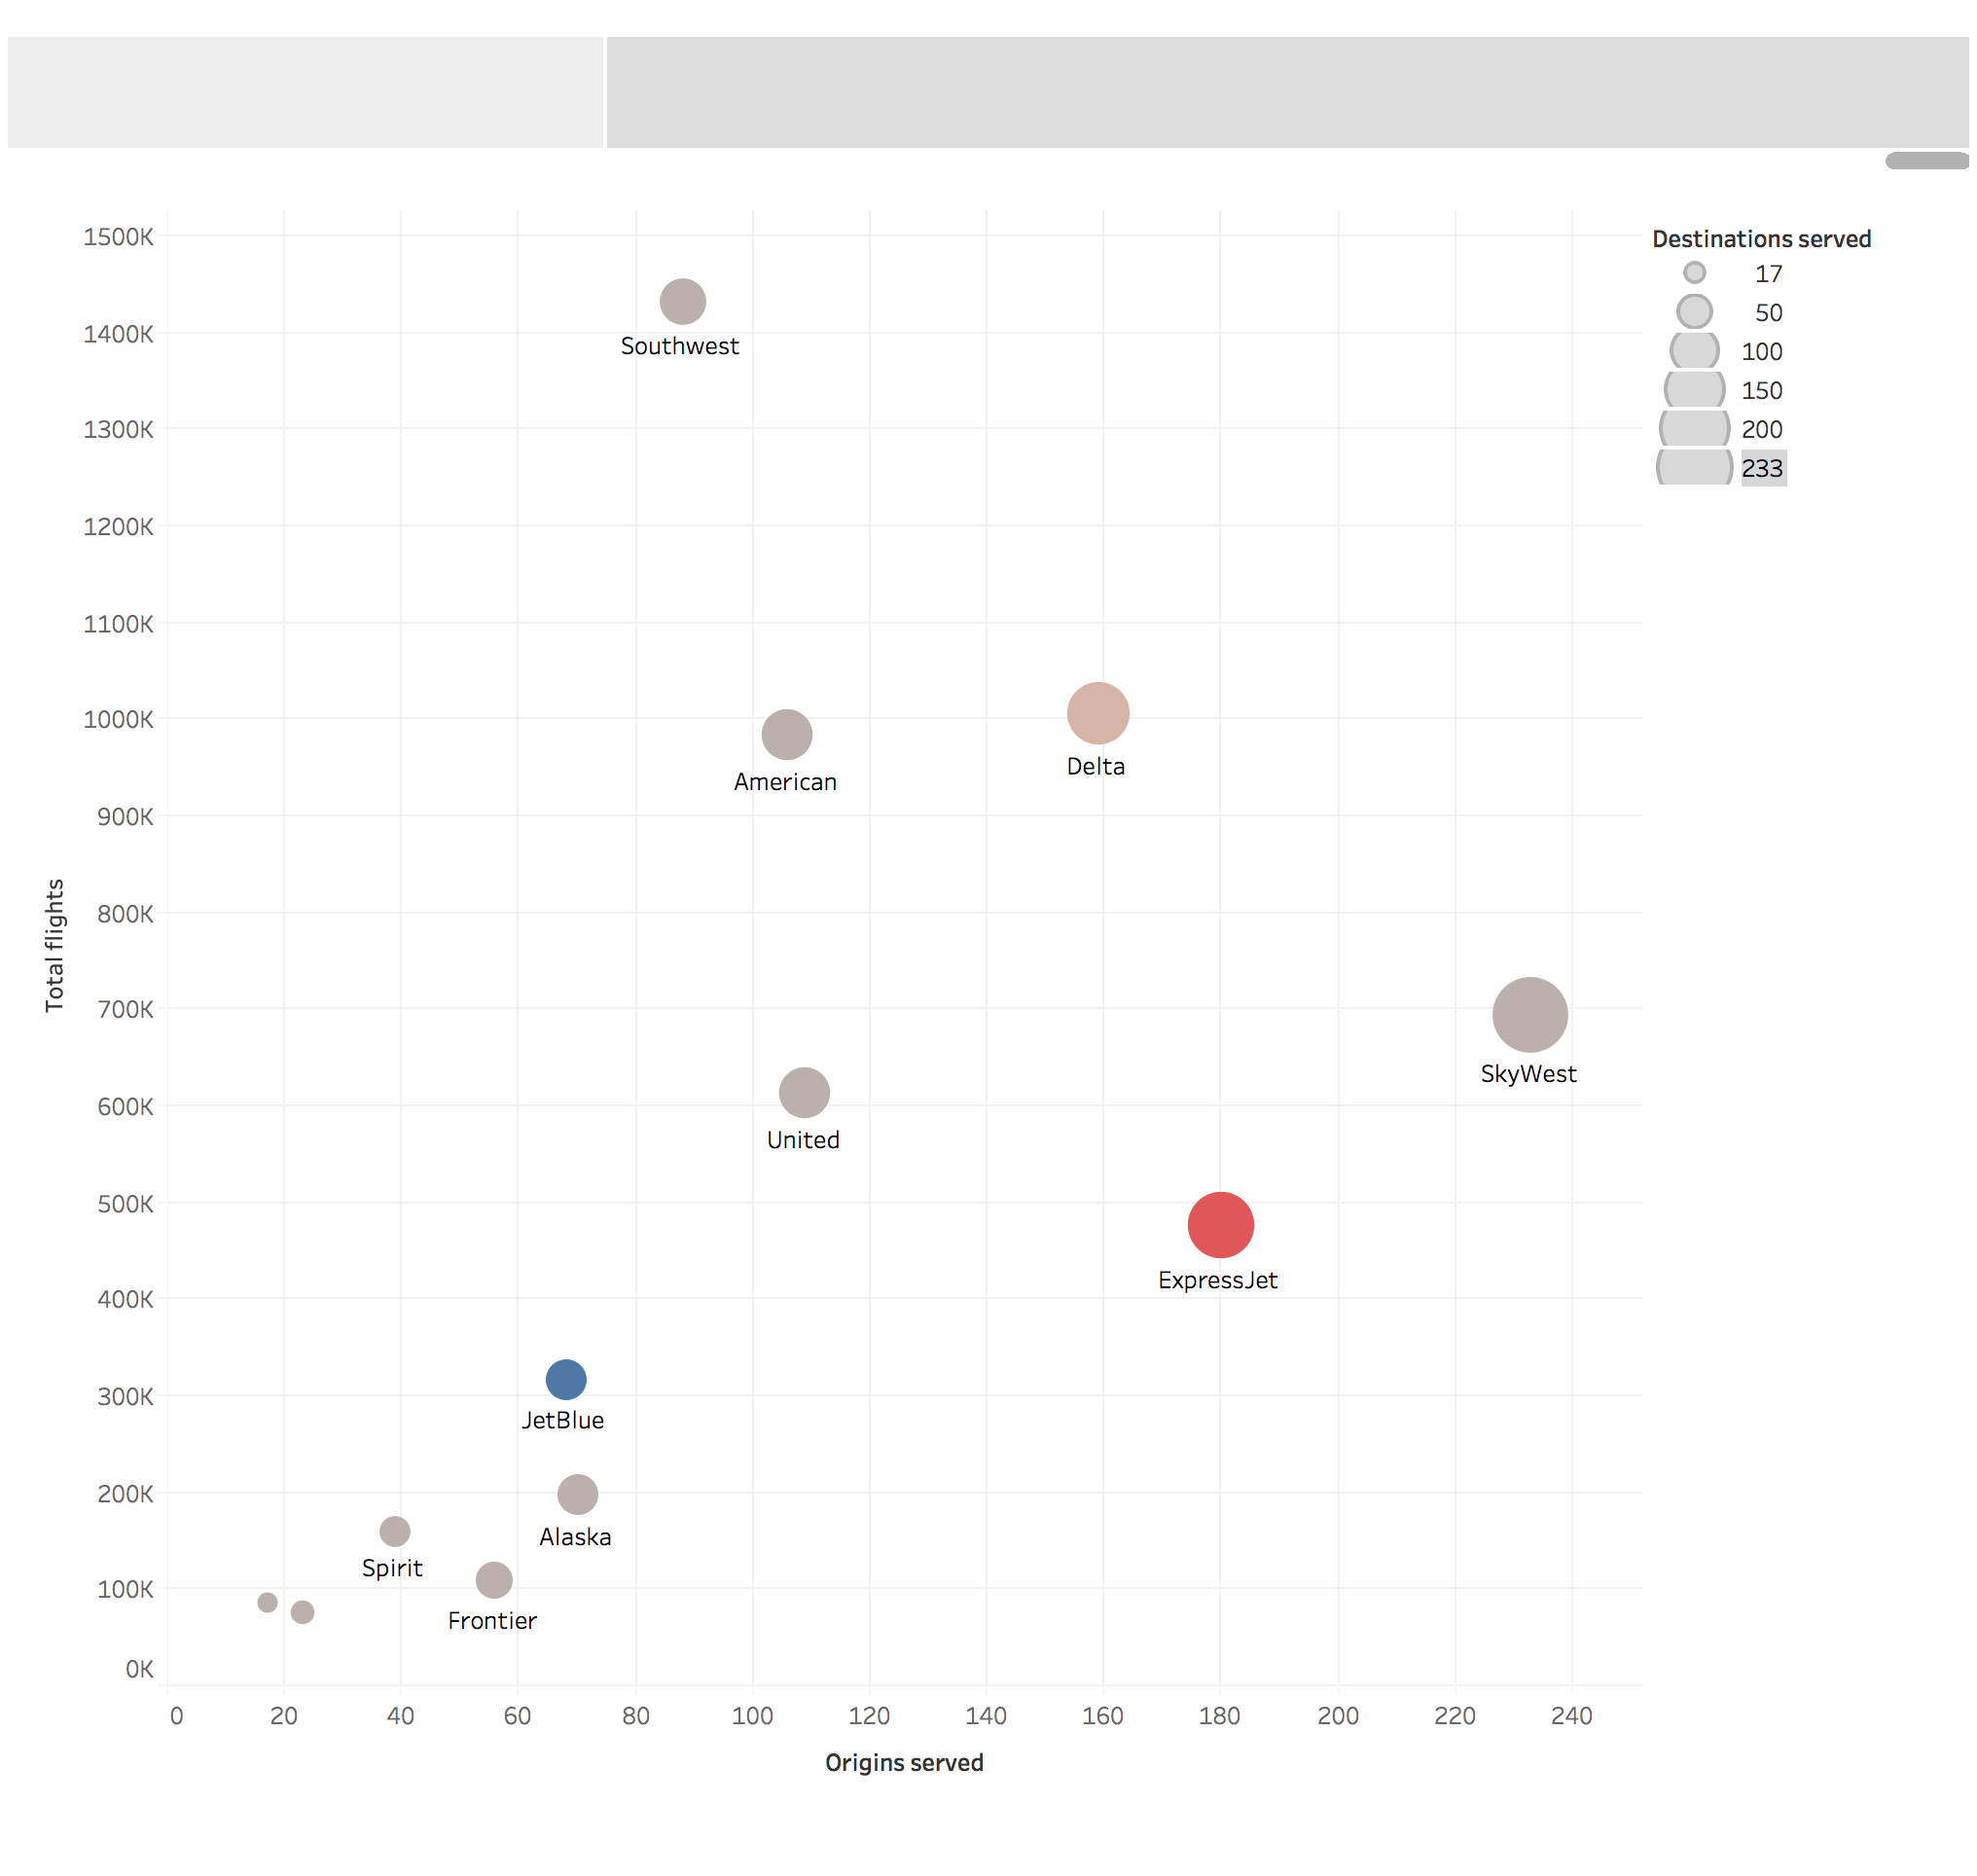 1500K
1400K
1300K
1200K
1100K
1000K
900K
800K
700K
600K
500K
400K
300K
200K
100K
0K
Total flights
Southwest
American
Delta
SkyWest
United
ExpressJet
JetBlue
Alaska
Spirit
Frontier
0 20 40 60 80 100 120 140 160 180 200 220 240
Origins served
Destinations served
17
50
100
150
200
233